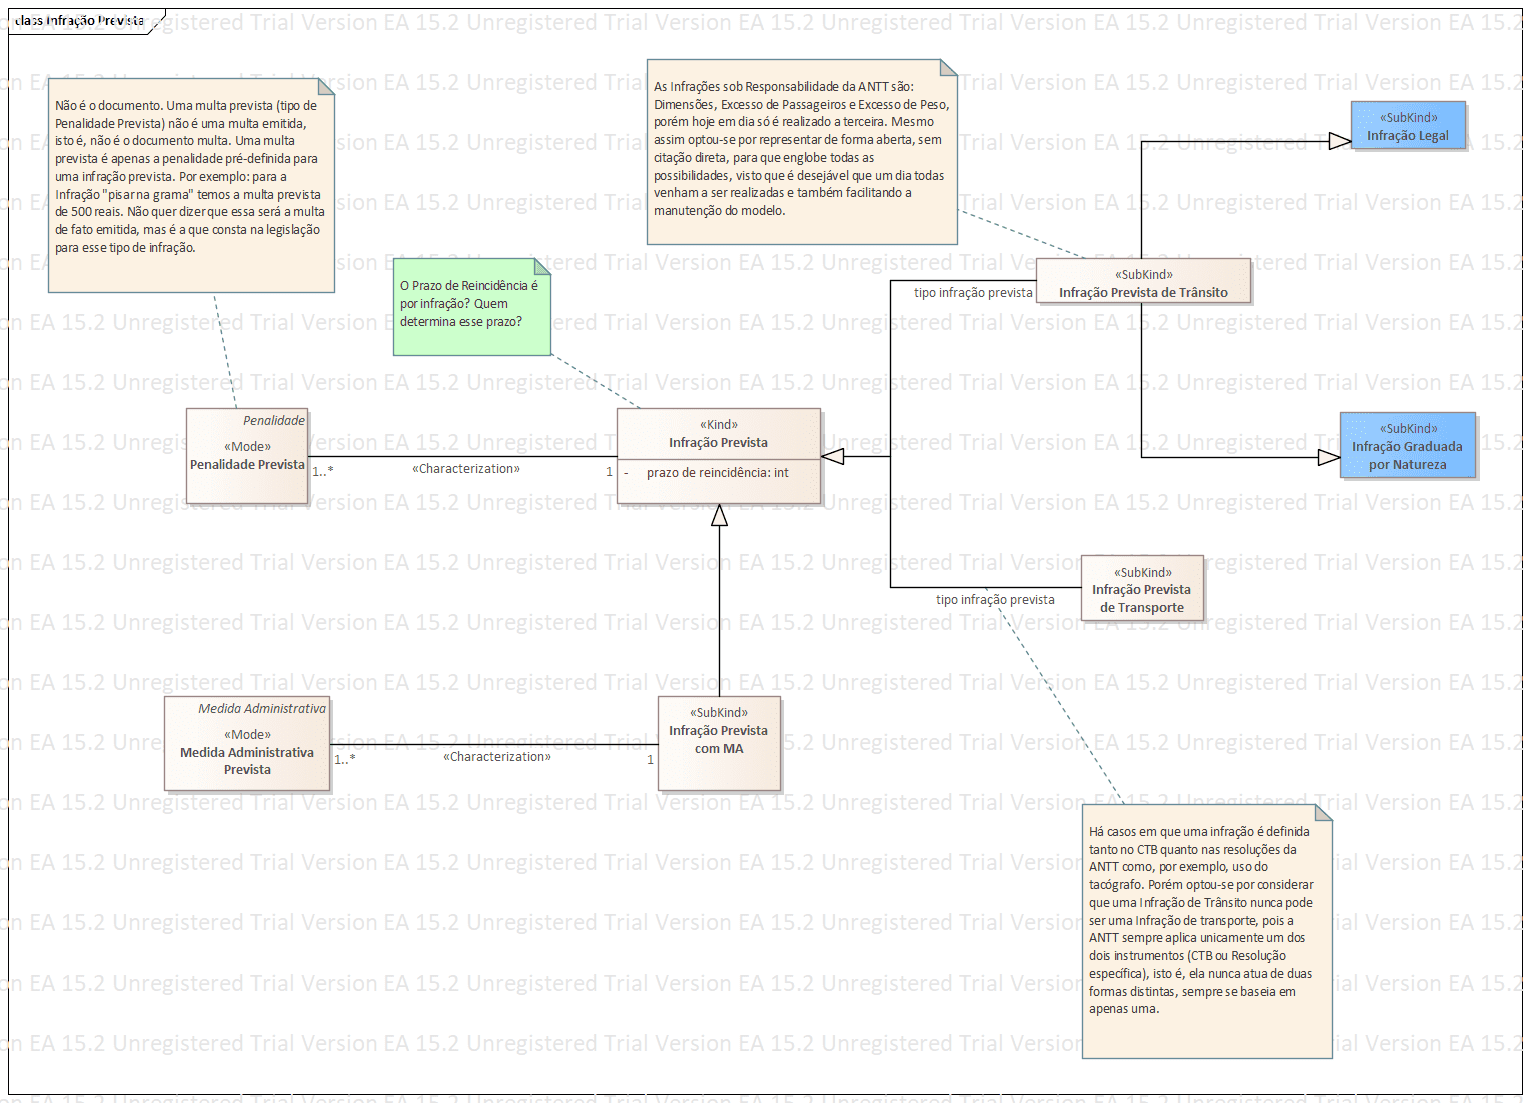 class Infração Prevista
Não é o documento. Uma multa prevista (tipo de
Penalidade Prevista) não é uma multa emitida,
isto é, não é o documento multa. Uma multa
prevista é apenas a penalidade pré-definida para
uma infração prevista. Por exemplo: para a
Infração "pisar na grama" temos a multa prevista
de 500 reais. Não quer dizer que essa será a multa
de fato emitida, mas é a que consta na legislação
para esse tipo de infração.
As Infrações sob Responsabilidade da ANTT são:
Dimensões, Excesso de Passageiros e Excesso de Peso,
porém hoje em dia só é realizado a terceira. Mesmo
assim optou-se por representar de forma aberta, sem
citação direta, para que englobe todas as
possibilidades, visto que é desejável que um dia todas
venham a ser realizadas e também facilitando a
manutenção do modelo.
«SubKind»
Infração Legal
O Prazo de Reincidência é
por infração? Quem
determina esse prazo?
«SubKind»
Infração Prevista de Trânsito
tipo infração prevista
Penalidade
«Mode»
Penalidade Prevista
1..*
«Characterization»
1
«Kind»
Infração Prevista
- prazo de reincidência: int
«SubKind»
Infração Graduada
por Natureza
«SubKind»
Infração Prevista
de Transporte
tipo infração prevista
Medida Administrativa
«Mode»
Medida Administrativa
Prevista
1..*
«Characterization»
1
«SubKind»
Infração Prevista
com MA
Há casos em que uma infração é definida
tanto no CTB quanto nas resoluções da
ANTT como, por exemplo, uso do
tacógrafo. Porém optou-se por considerar
que uma Infração de Trânsito nunca pode
ser uma Infração de transporte, pois a
ANTT sempre aplica unicamente um dos
dois instrumentos (CTB ou Resolução
específica), isto é, ela nunca atua de duas
formas distintas, sempre se baseia em
apenas uma.
EA 15.2 Unregistered Trial Version